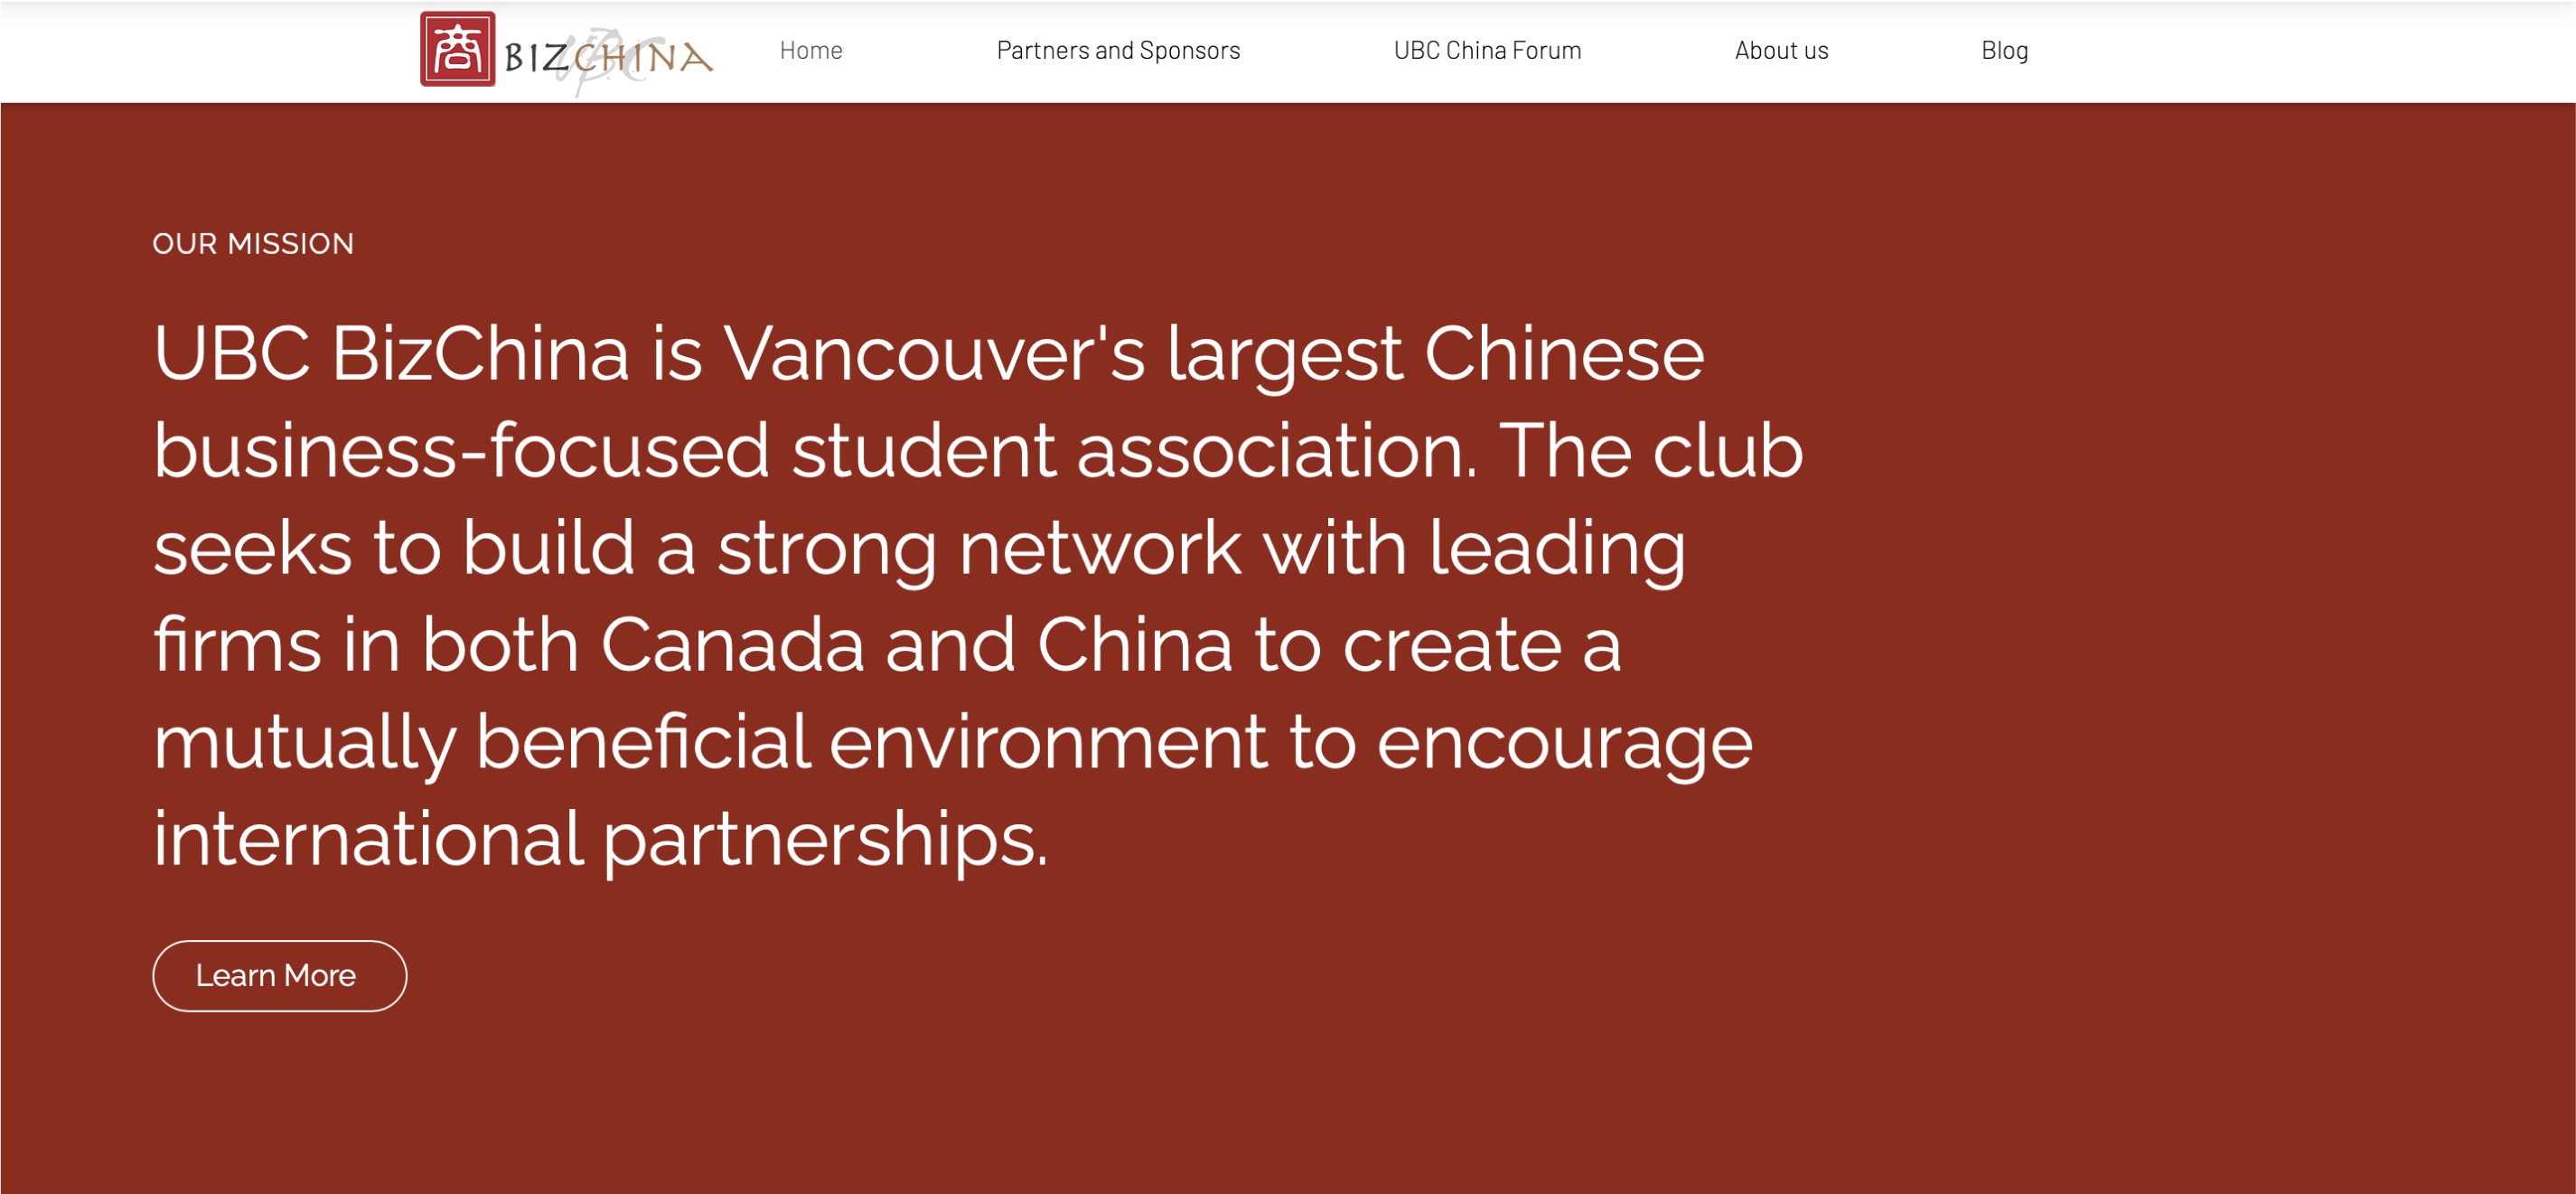 商 BIZCHINA UBC
Home
Partners and Sponsors
UBC China Forum
About us
Blog
OUR MISSION
UBC BizChina is Vancouver's largest Chinese
business-focused student association. The club
seeks to build a strong network with leading
firms in both Canada and China to create a
mutually beneficial environment to encourage
international partnerships.
Learn More